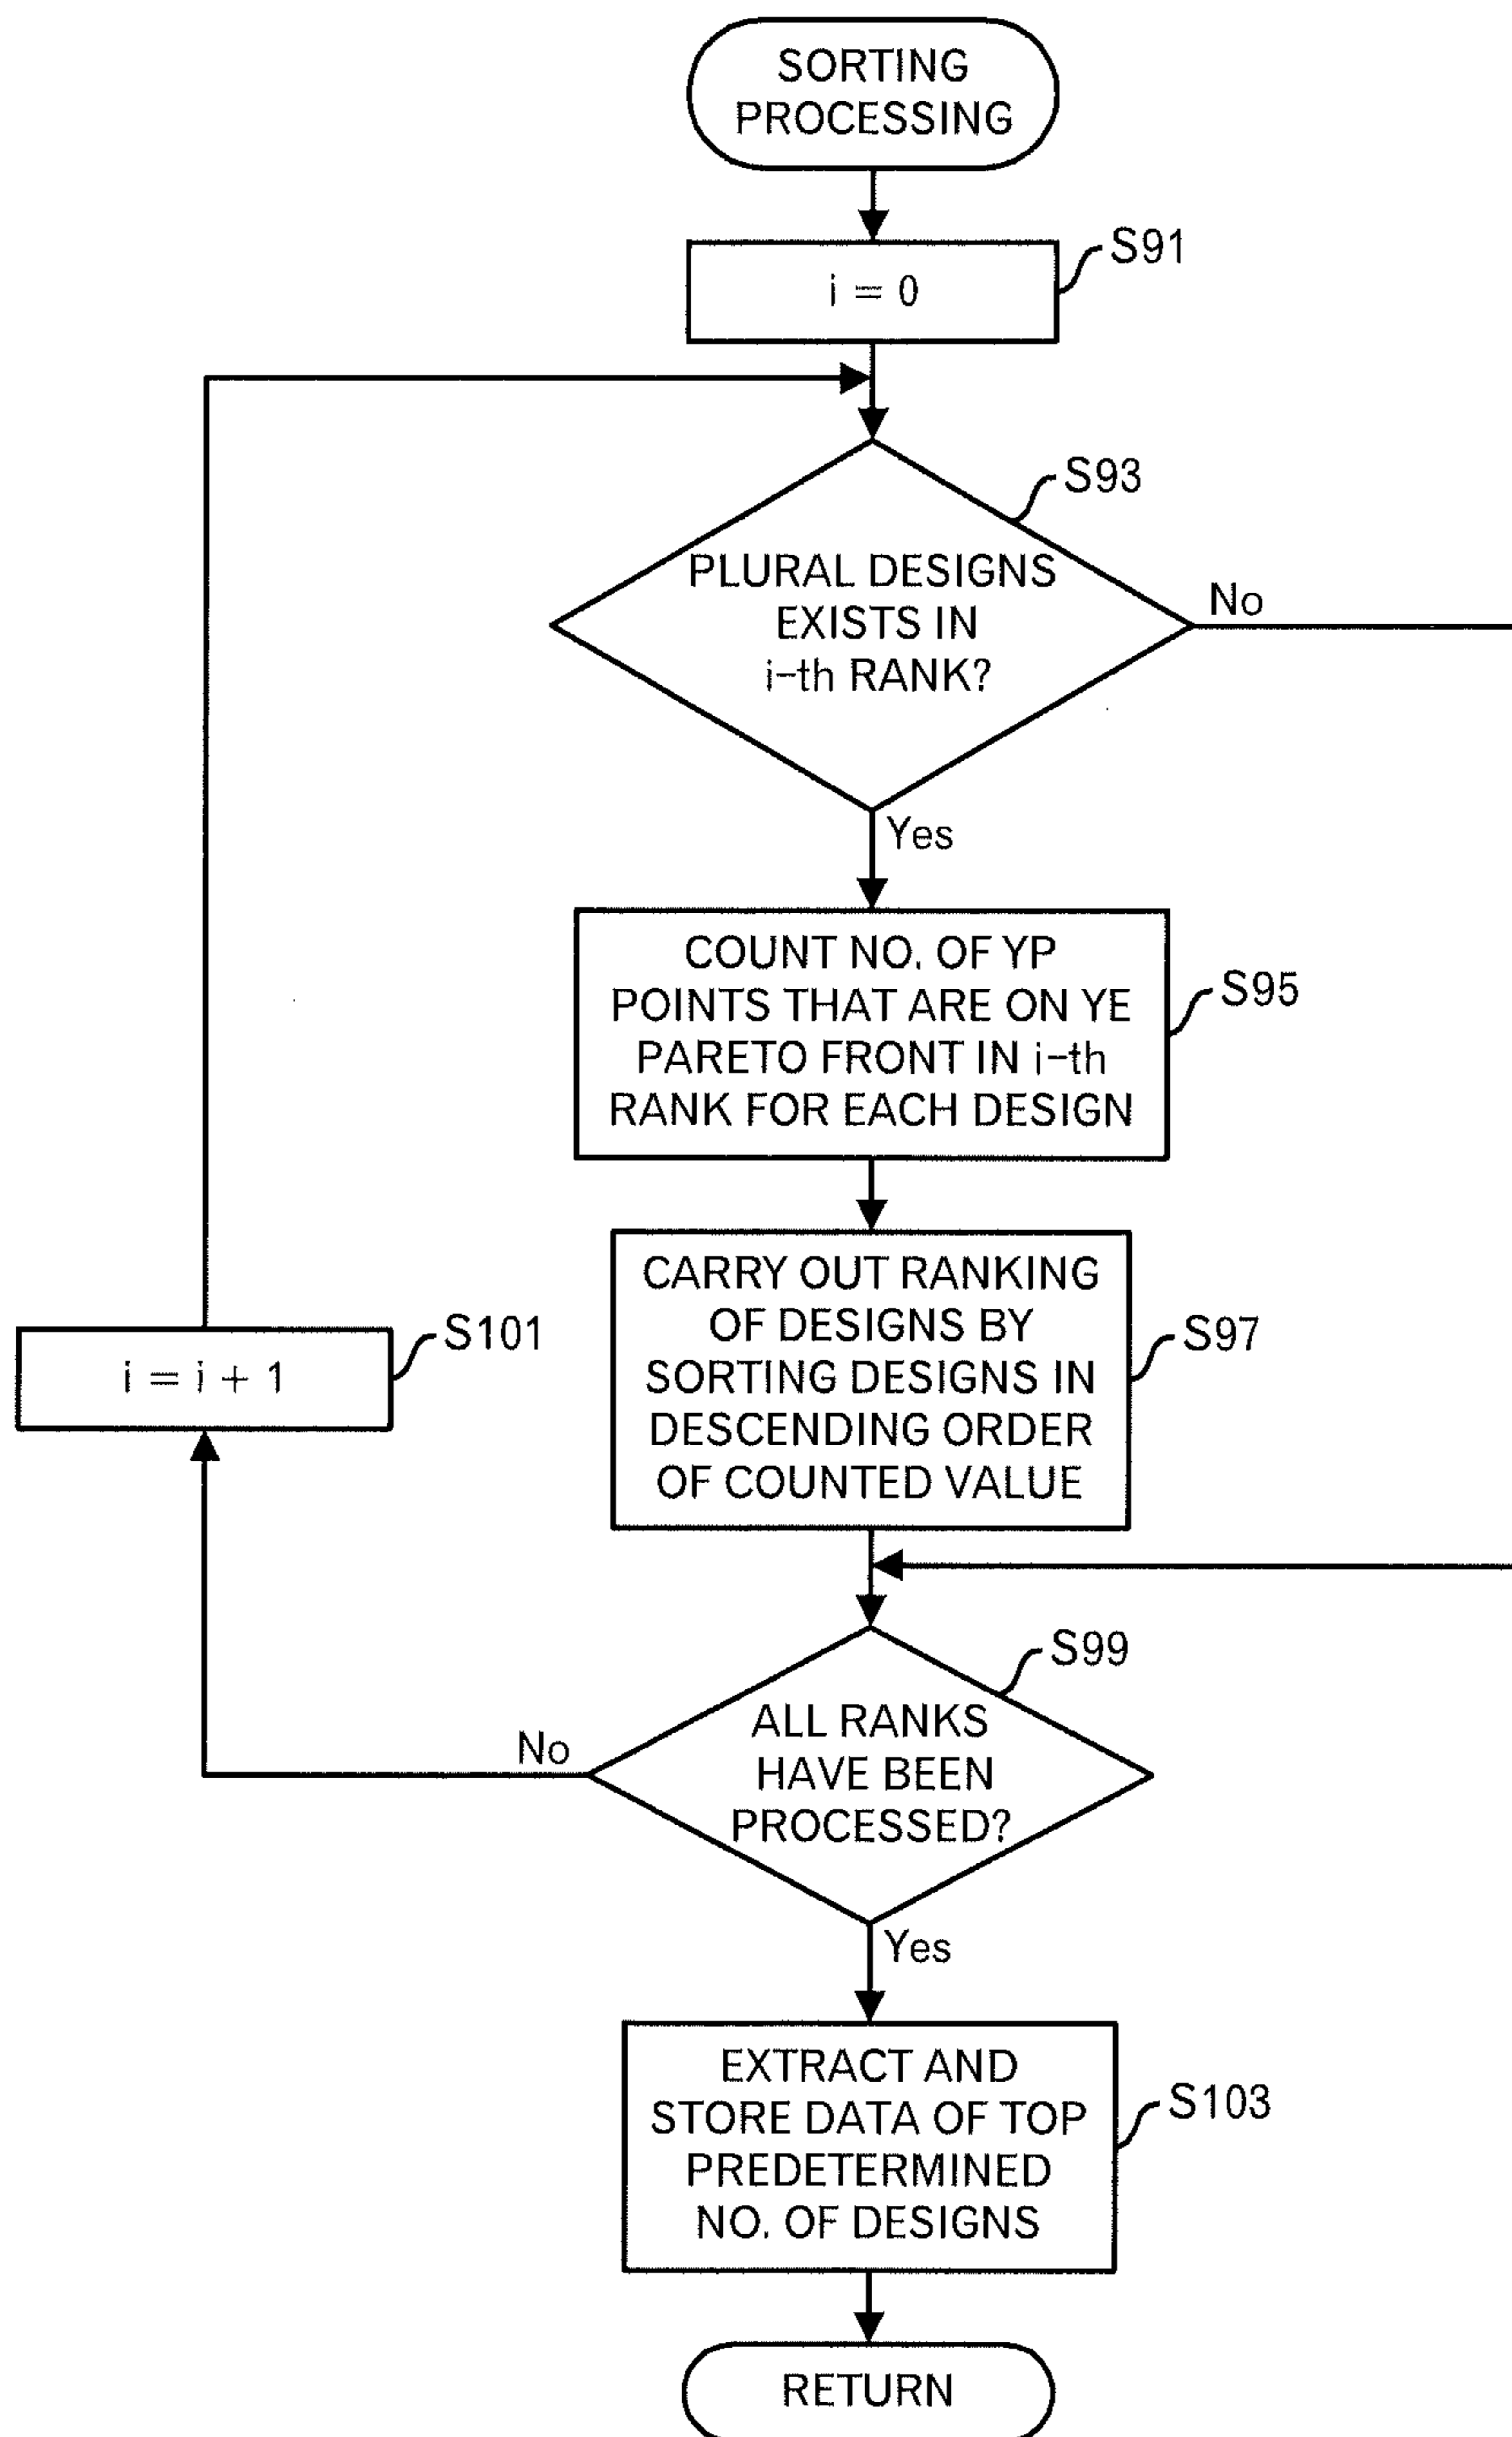 SORTING
PROCESSING
S91
i = 0
S93
PLURAL DESIGNS
EXISTS IN
i-th RANK?
No
Yes
COUNT NO. OF YP
POINTS THAT ARE ON YE
PARETO FRONT IN i-th
RANK FOR EACH DESIGN
S95
CARRY OUT RANKING
OF DESIGNS BY
SORTING DESIGNS IN
DESCENDING ORDER
OF COUNTED VALUE
S97
S101
i = i + 1
S99
ALL RANKS
HAVE BEEN
PROCESSED?
No
Yes
EXTRACT AND
STORE DATA OF TOP
PREDETERMINED
NO. OF DESIGNS
S103
RETURN